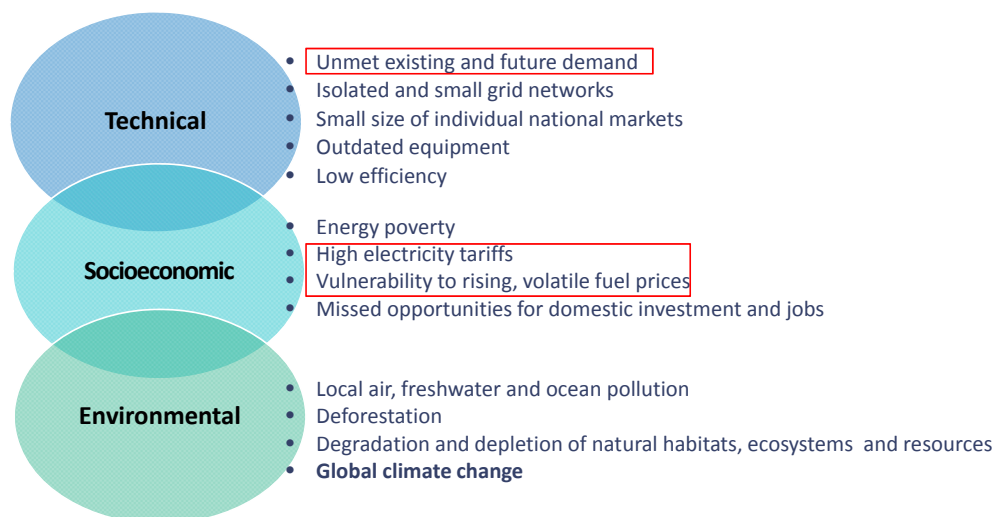 Technical
• Unmet existing and future demand
• Isolated and small grid networks
• Small size of individual national markets
• Outdated equipment
• Low efficiency
Socioeconomic
• Energy poverty
• High electricity tariffs
• Vulnerability to rising, volatile fuel prices
• Missed opportunities for domestic investment and jobs
Environmental
• Local air, freshwater and ocean pollution
• Deforestation
• Degradation and depletion of natural habitats, ecosystems and resources
• Global climate change